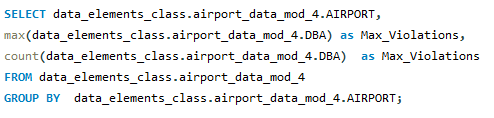 SELECT data_elements_class.airport_data_mod_4.AIRPORT,
max(data_elements_class.airport_data_mod_4.DBA) as Max_Violations,
count(data_elements_class.airport_data_mod_4.DBA)  as Max_Violations
FROM data_elements_class.airport_data_mod_4
GROUP BY  data_elements_class.airport_data_mod_4.AIRPORT;